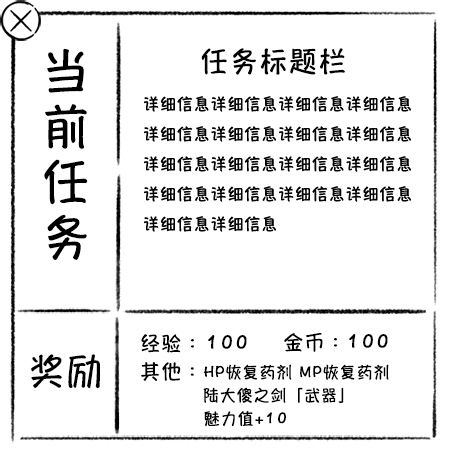 当前任务
任务标题栏
详细信息详细信息详细信息详细信息
详细信息详细信息详细信息详细信息
详细信息详细信息详细信息详细信息
详细信息详细信息详细信息详细信息
详细信息详细信息
奖励
经验：100 金币：100
其他：HP恢复药剂 MP恢复药剂
陆大傻之剑「武器」
魅力值+10